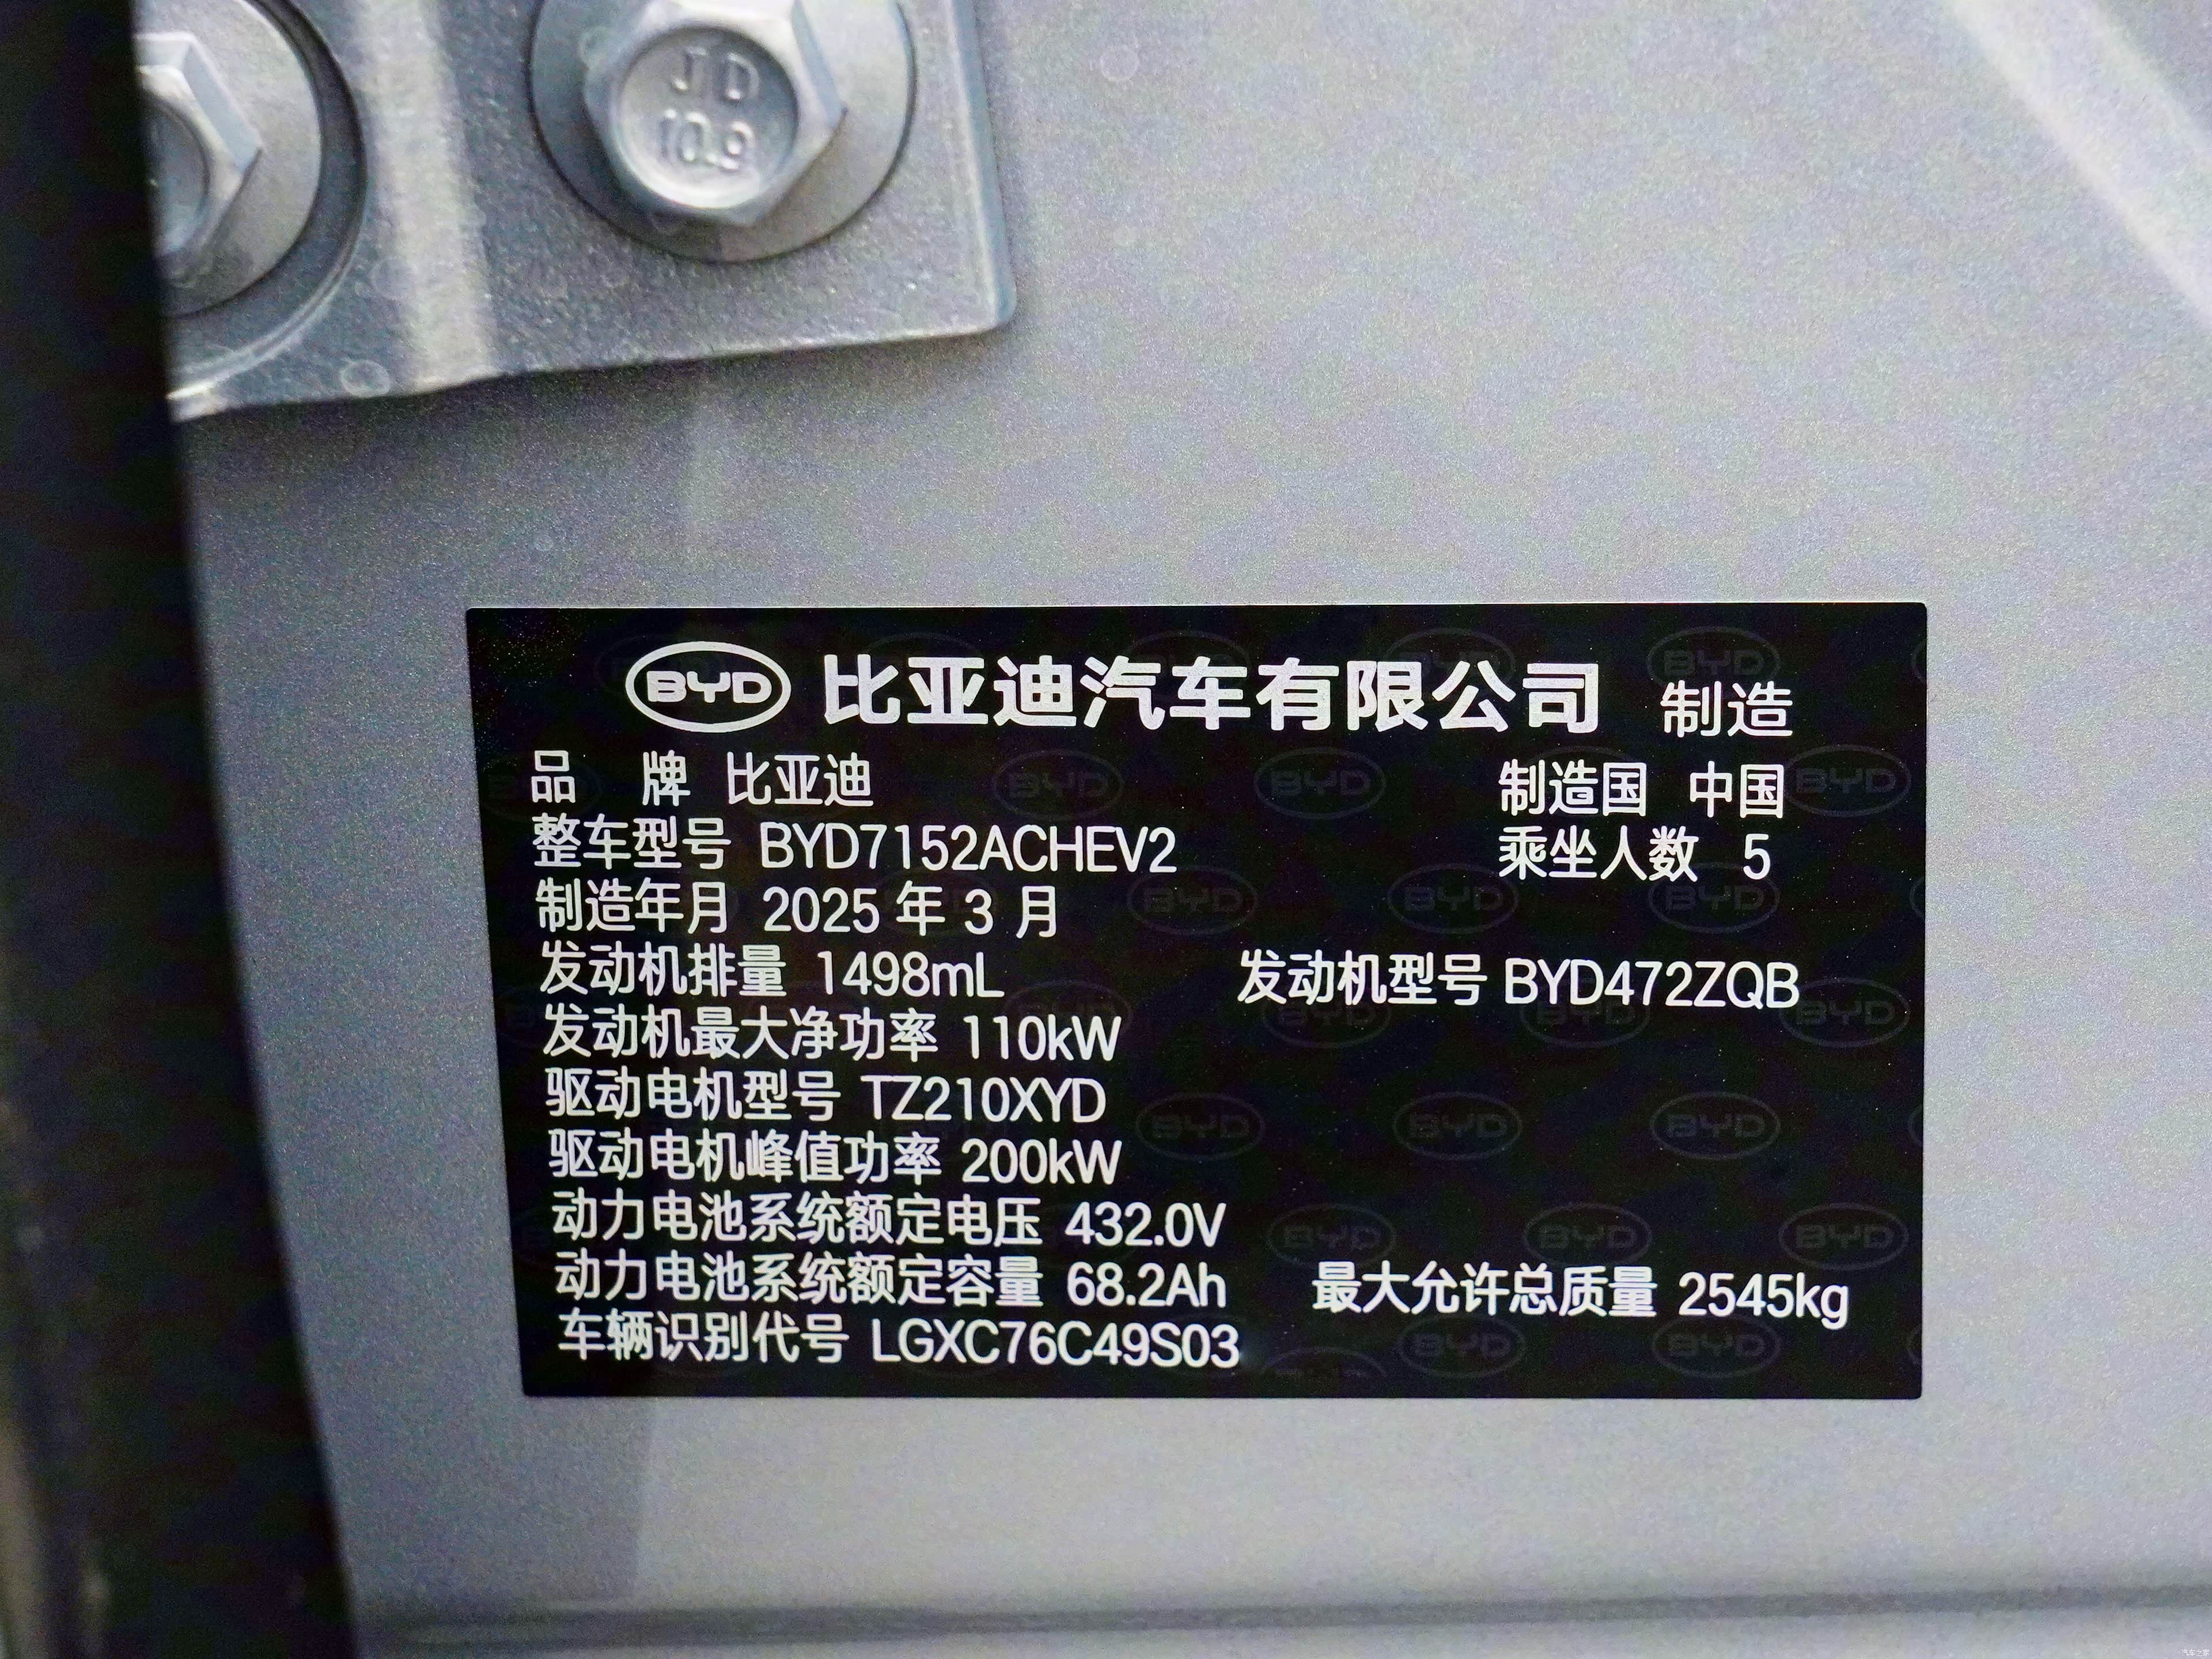 JD
10.9
BYD 比亚迪汽车有限公司 制造
品 牌 比亚迪 制造国 中国
整车型号 BYD7152ACHEV2 乘坐人数 5
制造年月 2025 年 3 月
发动机排量 1498mL 发动机型号 BYD472ZQB
发动机最大净功率 110kW
驱动电机型号 TZ210XYD
驱动电机峰值功率 200kW
动力电池系统额定电压 432.0V
动力电池系统额定容量 68.2Ah 最大允许总质量 2545kg
车辆识别代号 LGXC76C49S03
汽车之家